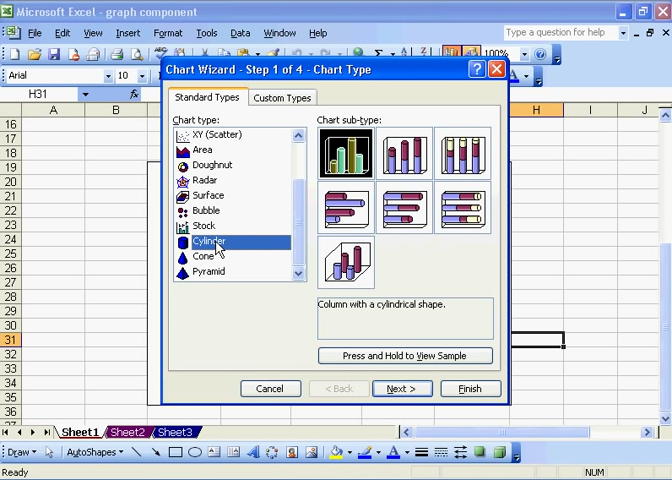 Microsoft Excel - graph component
File Edit View Insert Format Tools Data Window Help
Type a question for help
100%
Arial 10 B
H31 fx
A B H I J
Chart Wizard - Step 1 of 4 - Chart Type
Standard Types Custom Types
Chart type:
XY (Scatter)
Area
Doughnut
Radar
Surface
Bubble
Stock
Cylinder
Cone
Pyramid
Chart sub-type:
Column with a cylindrical shape.
Press and Hold to View Sample
Cancel < Back Next > Finish
16
17
18
19
20
21
22
23
24
25
26
27
28
29
30
31
32
33
34
35
36
37
Sheet1 Sheet2 Sheet3
Draw AutoShapes
Ready NUM